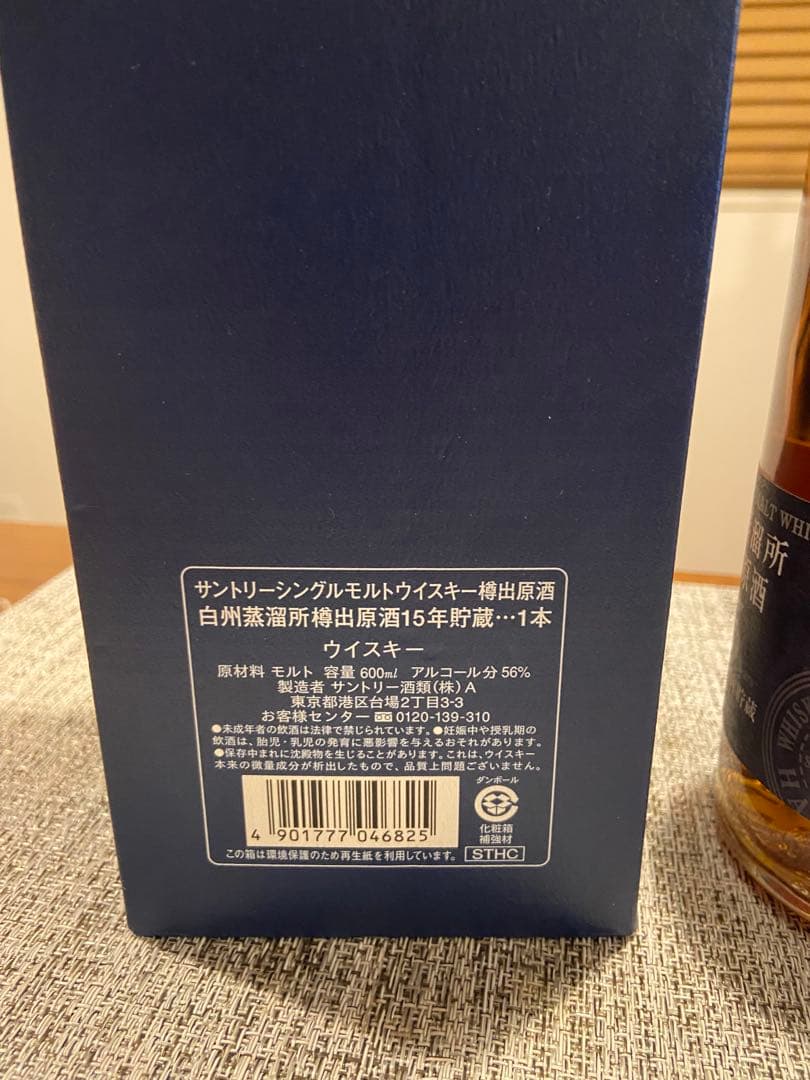 サントリーシングルモルトウイスキー樽出原酒
白州蒸溜所樽出原酒15年貯蔵…1本
ウイスキー
原材料 モルト 容量 600ml アルコール分 56%
製造者 サントリー酒類(株) A
東京都港区台場2丁目3-3
お客様センター 0120-139-310
●未成年者の飲酒は法律で禁じられています。●妊娠中や授乳期の
飲酒は、胎児・乳児の発育に悪影響を与えるおそれがあります。
●保存中まれに沈殿物を生じることがあります。これは、ウイスキー
本来の微量成分が析出したもので、品質上問題ございません。
ダンボール
化粧箱
補強材
4 901777 046825
この箱は環境保護のため再生紙を利用しています。
STHC
溜所
原酒
貯蔵